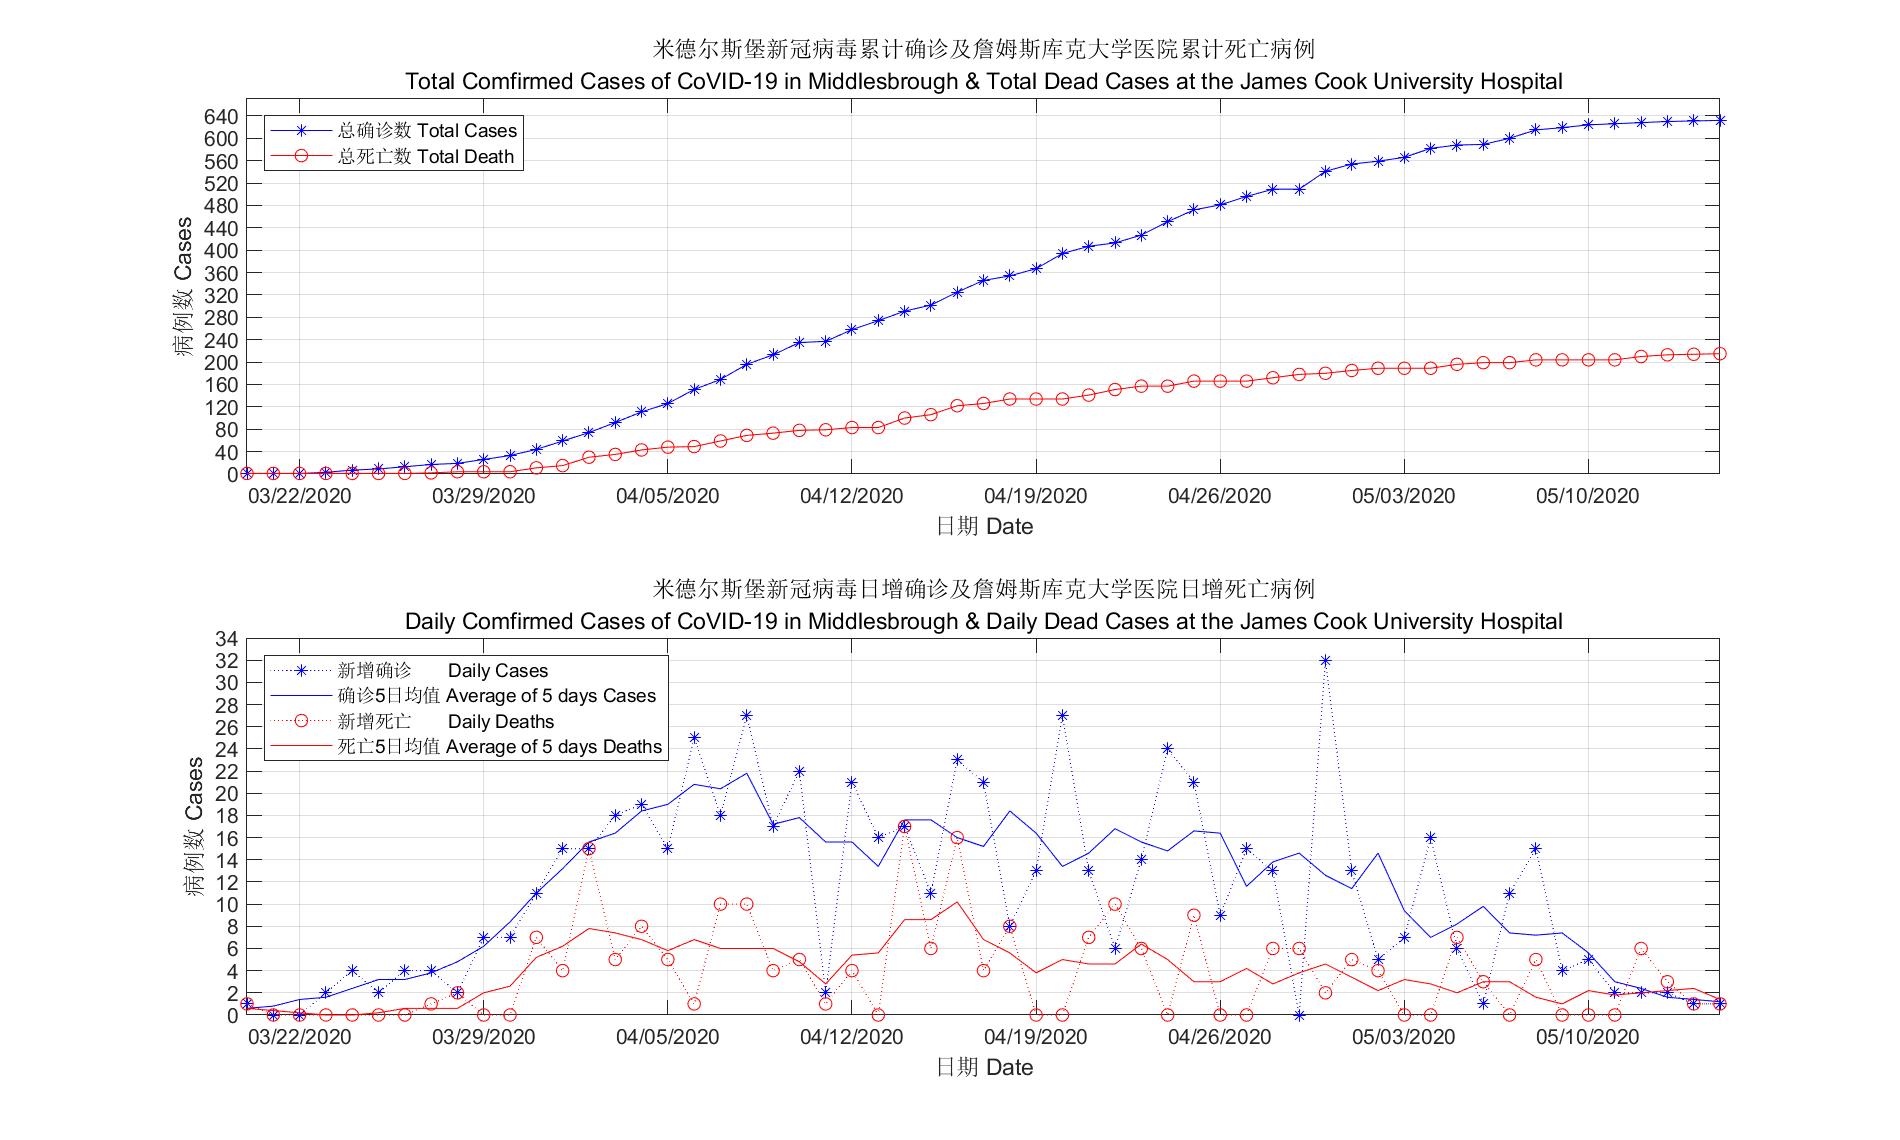 米德尔斯堡新冠病毒累计确诊及詹姆斯库克大学医院累计死亡病例
Total Comfirmed Cases of CoVID-19 in Middlesbrough & Total Dead Cases at the James Cook University Hospital
640
600
560
520
480
440
400
360
320
280
240
200
160
120
80
40
0
病例数 Cases
总确诊数 Total Cases
总死亡数 Total Death
03/22/2020 03/29/2020 04/05/2020 04/12/2020 04/19/2020 04/26/2020 05/03/2020 05/10/2020
日期 Date
米德尔斯堡新冠病毒日增确诊及詹姆斯库克大学医院日增死亡病例
Daily Comfirmed Cases of CoVID-19 in Middlesbrough & Daily Dead Cases at the James Cook University Hospital
34
32
30
28
26
24
22
20
18
16
14
12
10
8
6
4
2
0
病例数 Cases
新增确诊 Daily Cases
确诊5日均值 Average of 5 days Cases
新增死亡 Daily Deaths
死亡5日均值 Average of 5 days Deaths
03/22/2020 03/29/2020 04/05/2020 04/12/2020 04/19/2020 04/26/2020 05/03/2020 05/10/2020
日期 Date